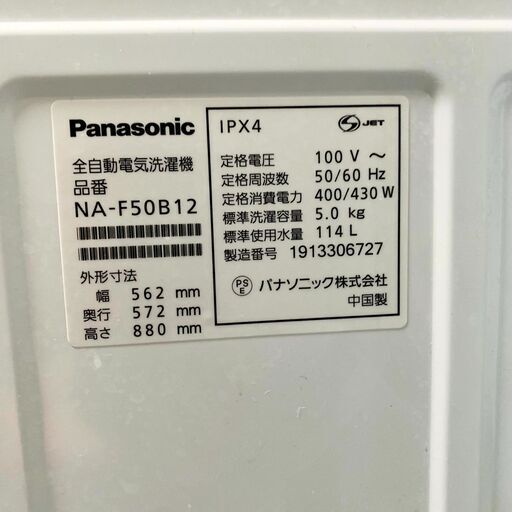 Panasonic
全自動電気洗濯機
品番
NA-F50B12
外形寸法
幅 562 mm
奥行 572 mm
高さ 880 mm
IPX4
S JET
定格電圧 100 V ～
定格周波数 50/60 Hz
定格消費電力 400/430 W
標準洗濯容量 5.0 kg
標準使用水量 114 L
製造番号 1913306727
PS E パナソニック株式会社
中国製